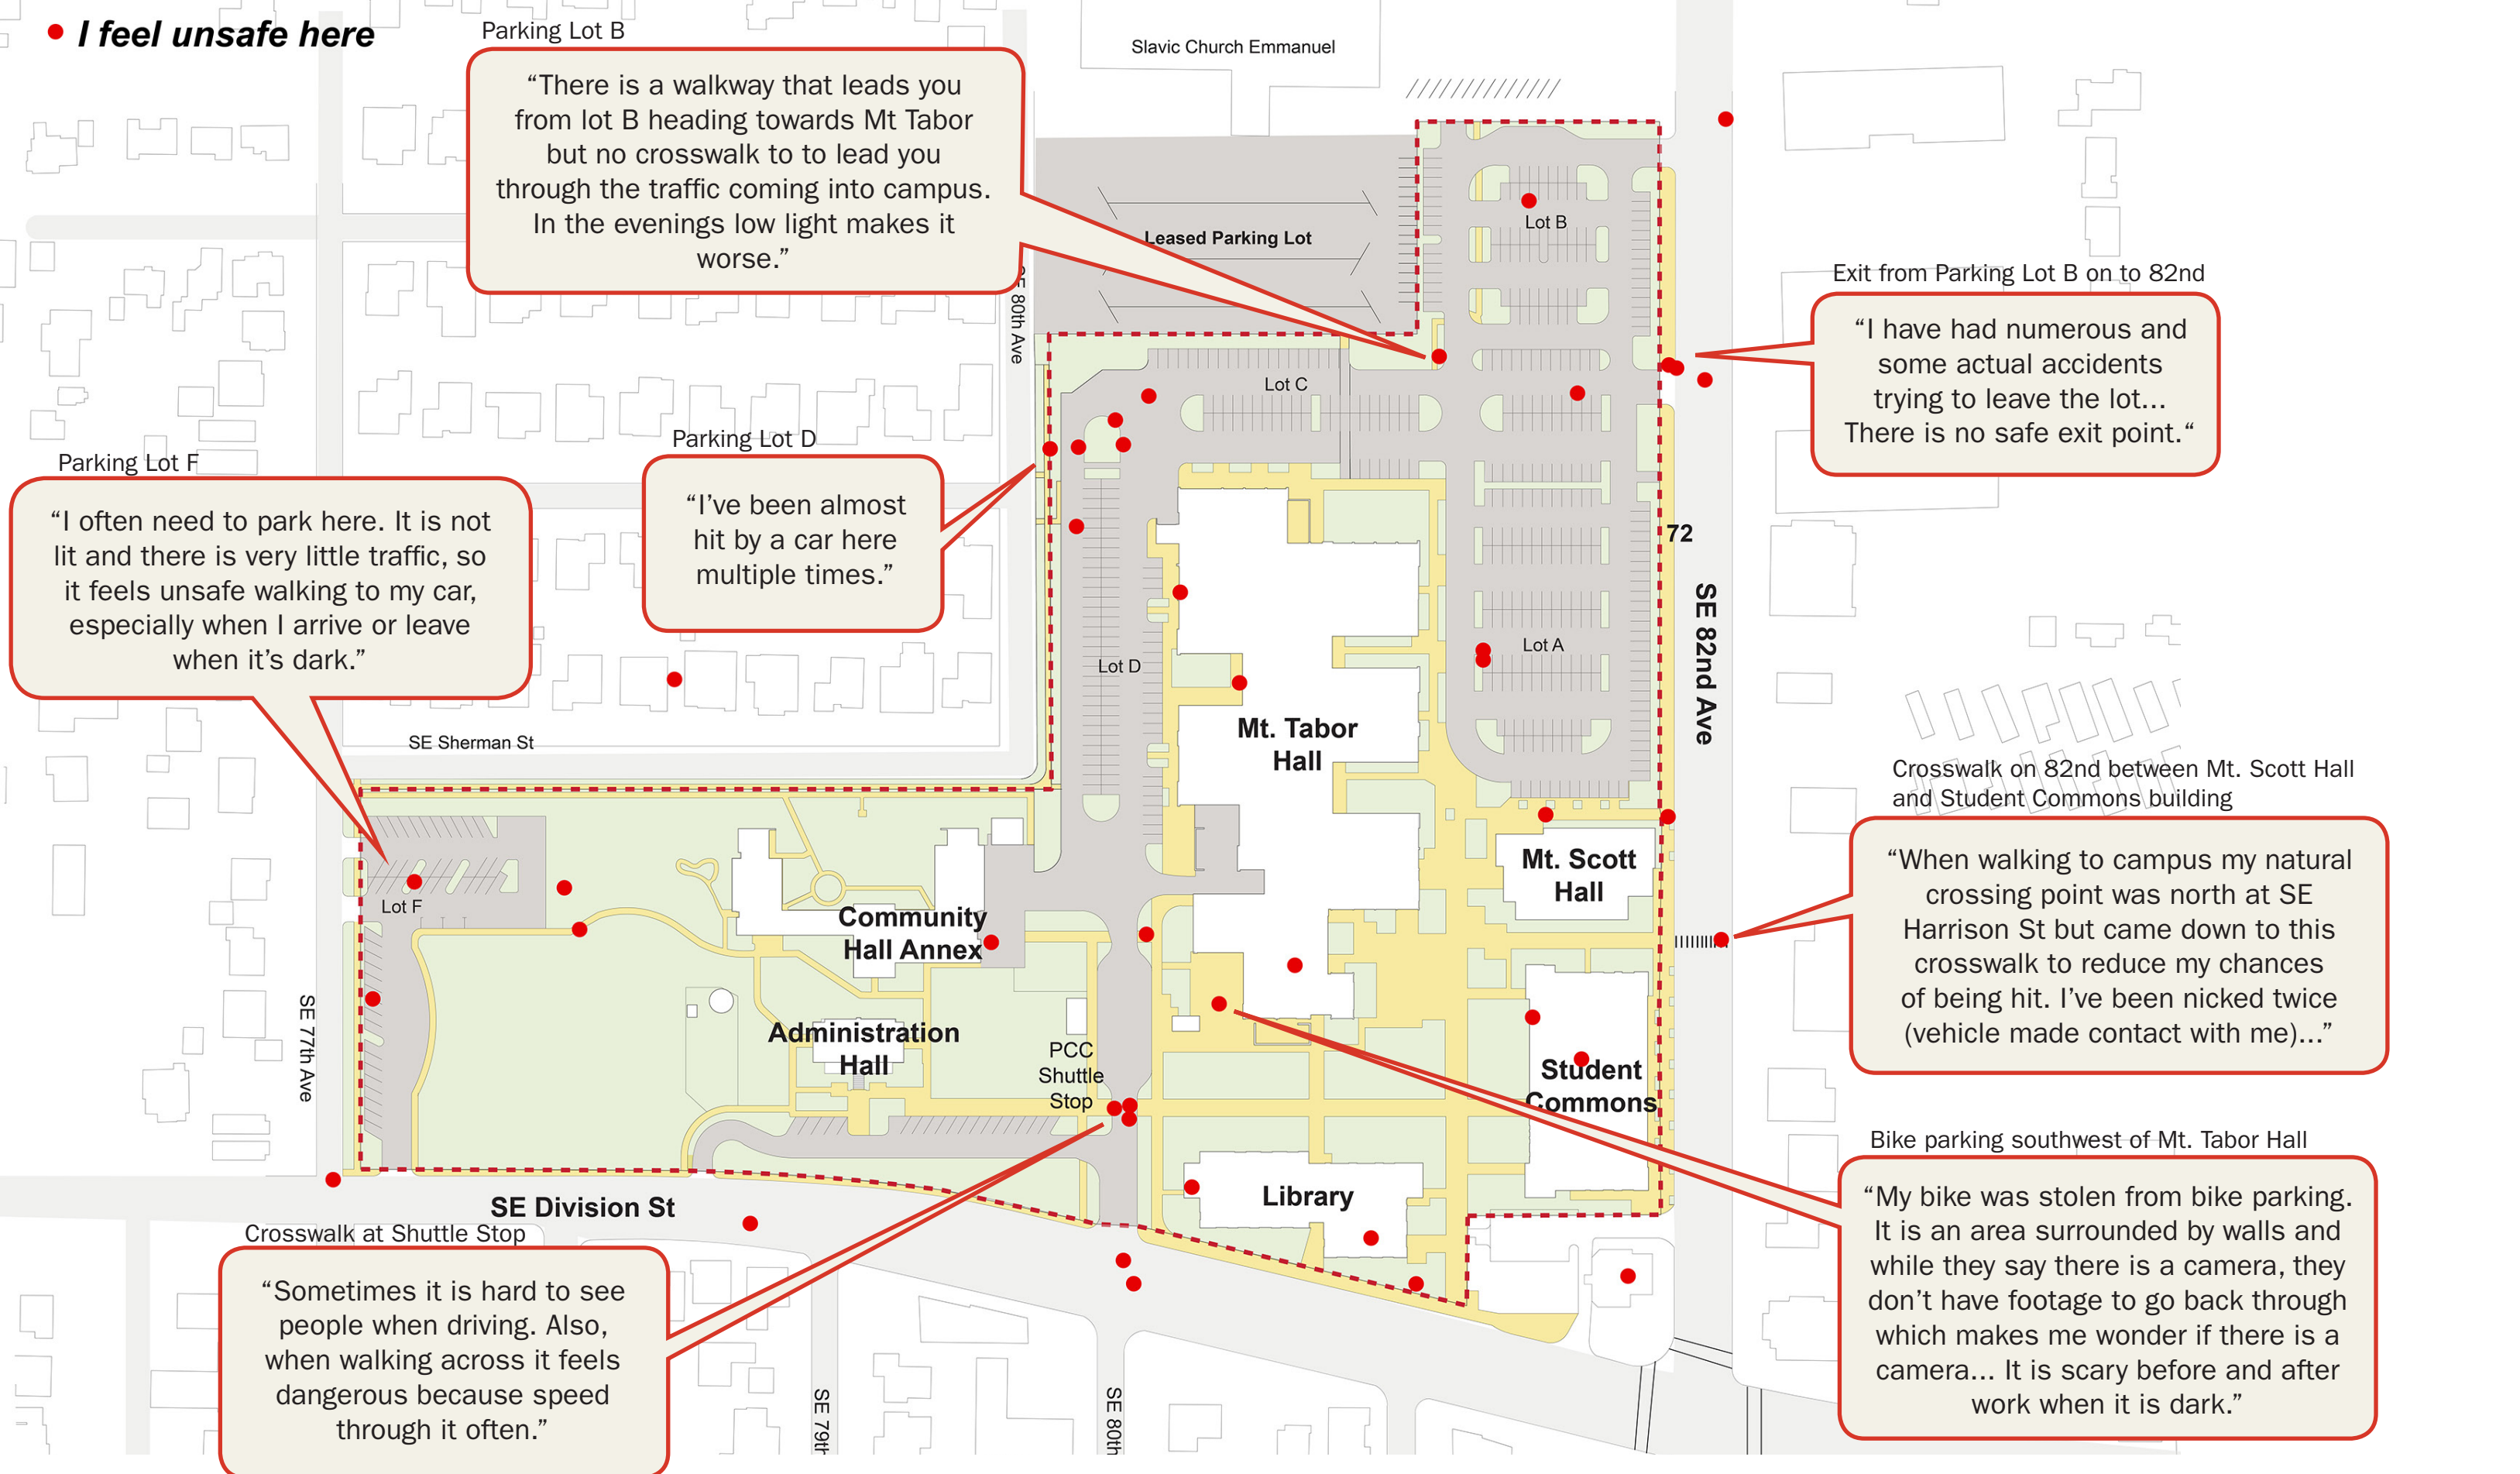 I feel unsafe here
Parking Lot B
“There is a walkway that leads you
from lot B heading towards Mt Tabor
but no crosswalk to to lead you
through the traffic coming into campus.
In the evenings low light makes it
worse.”
Slavic Church Emmanuel
Leased Parking Lot
Lot B
SE 80th Ave
Lot C
Exit from Parking Lot B on to 82nd
“I have had numerous and
some actual accidents
trying to leave the lot...
There is no safe exit point.“
Parking Lot D
“I’ve been almost
hit by a car here
multiple times.”
Parking Lot F
“I often need to park here. It is not
lit and there is very little traffic, so
it feels unsafe walking to my car,
especially when I arrive or leave
when it’s dark.”
72
SE 82nd Ave
Lot A
Lot D
Mt. Tabor
Hall
SE Sherman St
Crosswalk on 82nd between Mt. Scott Hall
and Student Commons building
“When walking to campus my natural
crossing point was north at SE
Harrison St but came down to this
crosswalk to reduce my chances
of being hit. I’ve been nicked twice
(vehicle made contact with me)...”
Mt. Scott
Hall
Lot F
Community
Hall Annex
SE 77th Ave
Administration
Hall
PCC
Shuttle
Stop
Student
Commons
Bike parking southwest of Mt. Tabor Hall
“My bike was stolen from bike parking.
It is an area surrounded by walls and
while they say there is a camera, they
don’t have footage to go back through
which makes me wonder if there is a
camera... It is scary before and after
work when it is dark.”
Library
SE Division St
Crosswalk at Shuttle Stop
“Sometimes it is hard to see
people when driving. Also,
when walking across it feels
dangerous because speed
through it often.”
SE 79th
SE 80th